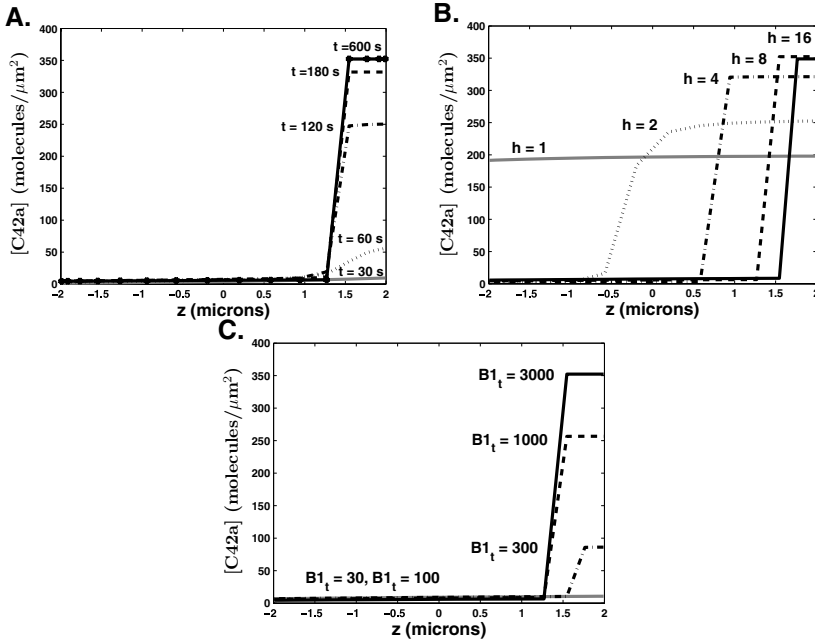 A.
B.
400
350
300
250
200
150
100
50
0
[C42a] (molecules/μm²)
t =600 s
t=180 s
t = 120 s
t = 60 s
t = 30 s
−2 −1.5 −1 −0.5 0 0.5 1 1.5 2
z (microns)
400
350
300
250
200
150
100
50
0
[C42a] (molecules/μm²)
h = 16
h = 8
h = 4
h = 2
h = 1
−2 −1.5 −1 −0.5 0 0.5 1 1.5 2
z (microns)
C.
400
350
300
250
200
150
100
50
0
[C42a] (molecules/μm²)
B1t = 3000
B1t = 1000
B1t = 300
B1t = 30, B1t = 100
−2 −1.5 −1 −0.5 0 0.5 1 1.5 2
z (microns)